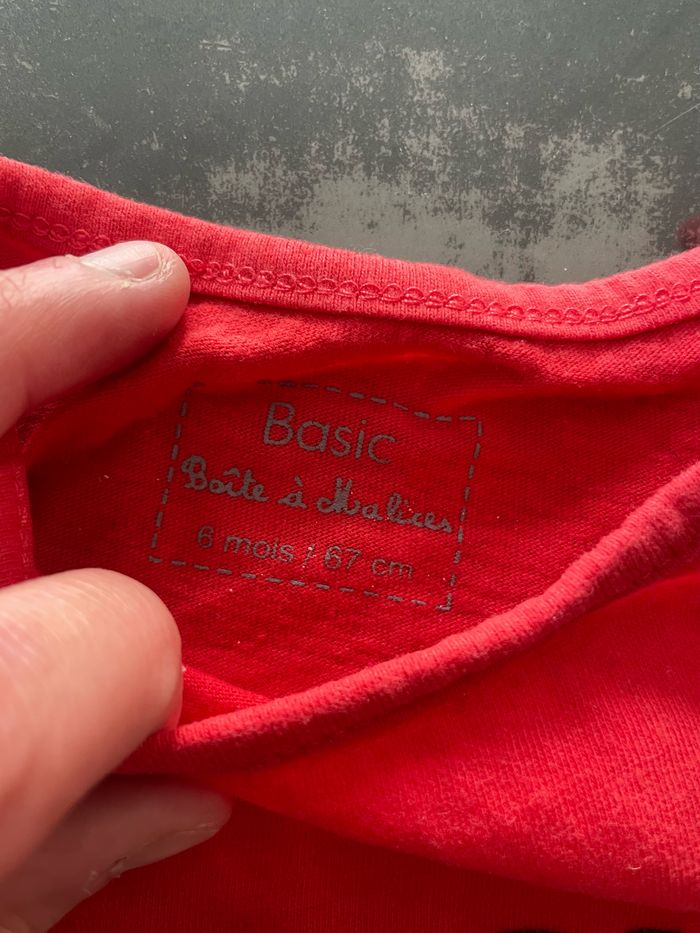 Basic
Boîte à Malices
6 mois / 67 cm